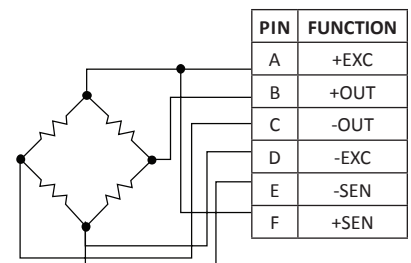 PIN FUNCTION
A +EXC
B +OUT
C -OUT
D -EXC
E -SEN
F +SEN